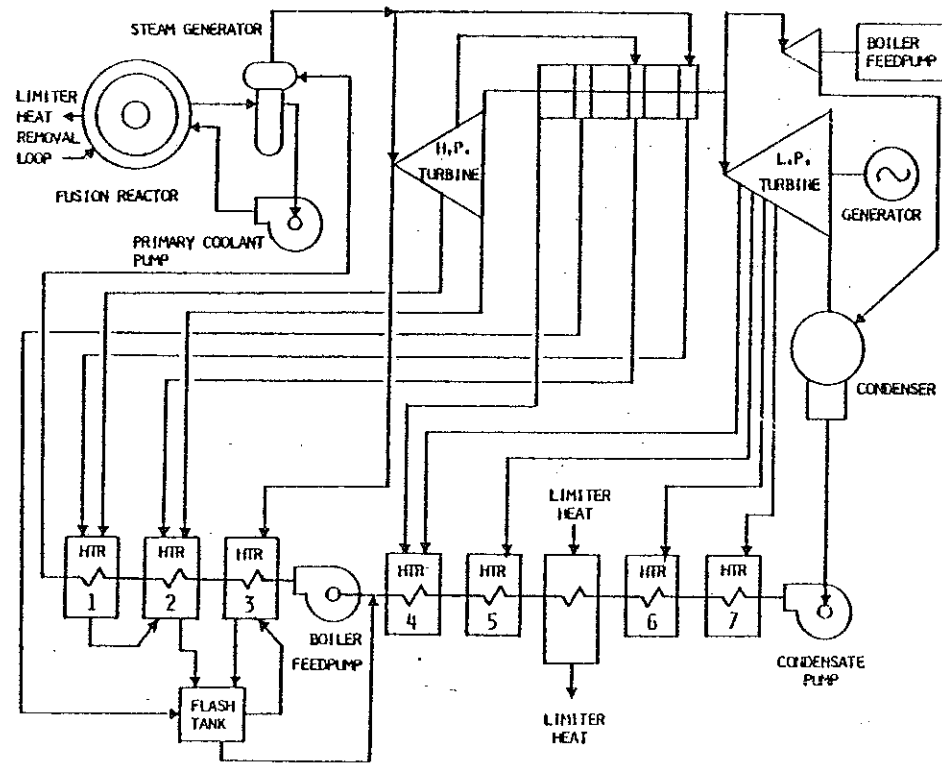 STEAM GENERATOR
BOILER
FEEDPUMP
LIMITER
HEAT
REMOVAL
LOOP
H.P.
TURBINE
L.P.
TURBINE
FUSION REACTOR
GENERATOR
PRIMARY COOLANT
PUMP
CONDENSER
LIMITER
HEAT
HTR
1
HTR
2
HTR
3
HTR
4
HTR
5
HTR
6
HTR
7
BOILER
FEEDPUMP
CONDENSATE
PUMP
FLASH
TANK
LIMITER
HEAT